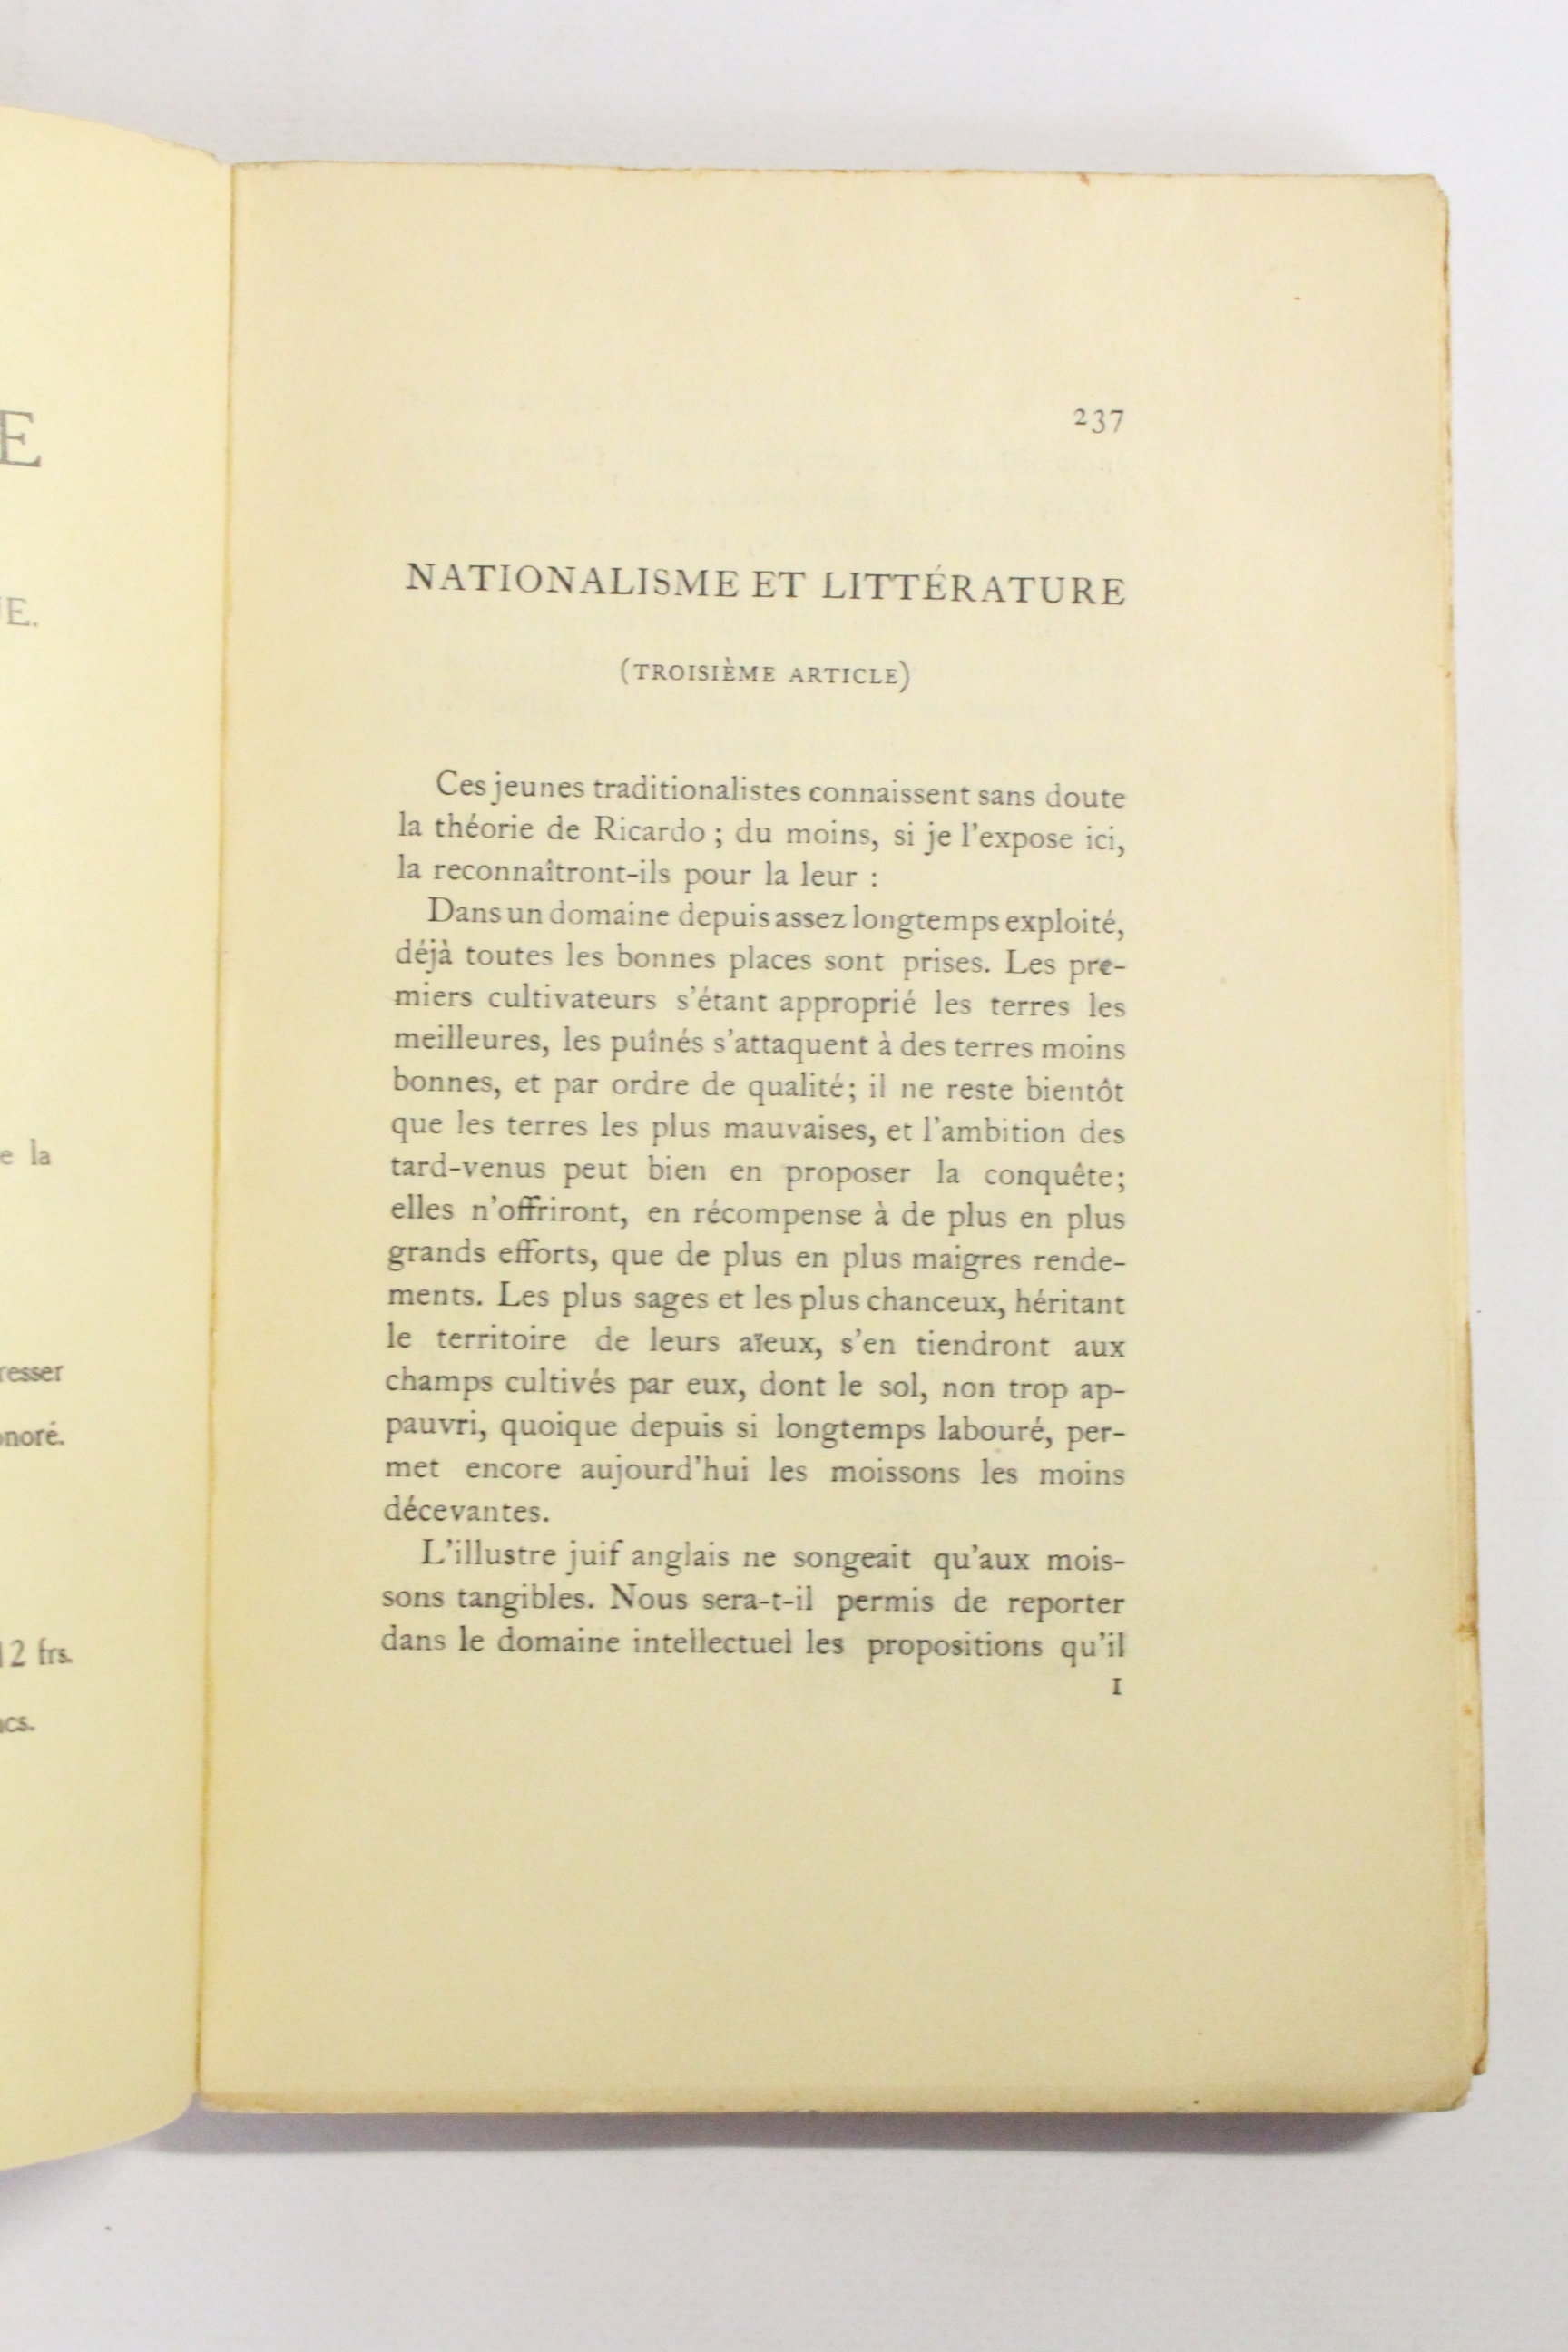 E
E.
e la
resser
onoré.
12 frs.
cs.
237
NATIONALISME ET LITTÉRATURE
(TROISIÈME ARTICLE)
Ces jeunes traditionalistes connaissent sans doute
la théorie de Ricardo ; du moins, si je l'expose ici,
la reconnaîtront-ils pour la leur :
Dans un domaine depuis assez longtemps exploité,
déjà toutes les bonnes places sont prises. Les pre-
miers cultivateurs s'étant approprié les terres les
meilleures, les puînés s'attaquent à des terres moins
bonnes, et par ordre de qualité; il ne reste bientôt
que les terres les plus mauvaises, et l'ambition des
tard-venus peut bien en proposer la conquête;
elles n'offriront, en récompense à de plus en plus
grands efforts, que de plus en plus maigres rende-
ments. Les plus sages et les plus chanceux, héritant
le territoire de leurs aïeux, s'en tiendront aux
champs cultivés par eux, dont le sol, non trop ap-
pauvri, quoique depuis si longtemps labouré, per-
met encore aujourd'hui les moissons les moins
décevantes.
L'illustre juif anglais ne songeait qu'aux mois-
sons tangibles. Nous sera-t-il permis de reporter
dans le domaine intellectuel les propositions qu'il
1